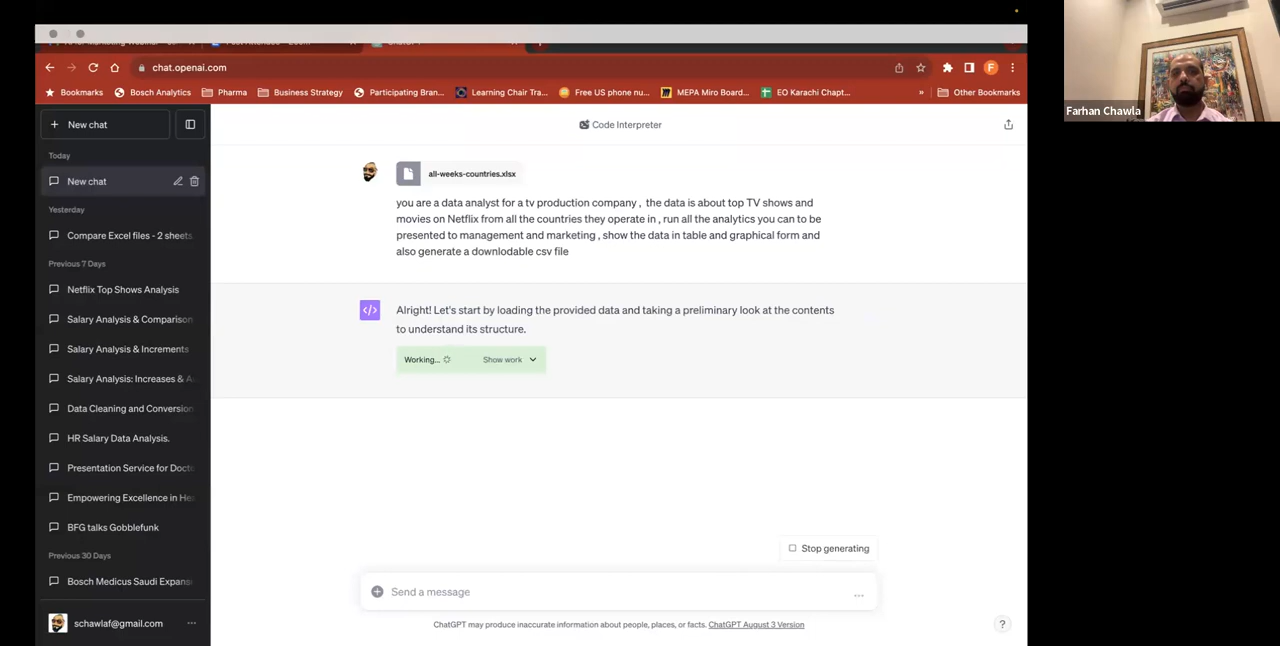 chat.openai.com
Bookmarks
Bosch Analytics
Pharma
Business Strategy
Participating Bran...
Learning Chair Tra...
Free US phone nu...
MEPA Miro Board...
EO Karachi Chapt...
»
Other Bookmarks
Farhan Chawla
New chat
Code Interpreter
Today
New chat
Yesterday
Compare Excel files - 2 sheets
Previous 7 Days
Netflix Top Shows Analysis
Salary Analysis & Comparison
Salary Analysis & Increments
Salary Analysis: Increases & A
Data Cleaning and Conversion
HR Salary Data Analysis.
Presentation Service for Docto
Empowering Excellence in Hea
BFG talks Gobblefunk
Previous 30 Days
Bosch Medicus Saudi Expans
schawlaf@gmail.com
...
all-weeks-countries.xlsx
you are a data analyst for a tv production company , the data is about top TV shows and
movies on Netflix from all the countries they operate in , run all the analytics you can to be
presented to management and marketing , show the data in table and graphical form and
also generate a downlodable csv file
Alright! Let's start by loading the provided data and taking a preliminary look at the contents
to understand its structure.
Working...
Show work
Stop generating
Send a message
...
ChatGPT may produce inaccurate information about people, places, or facts. ChatGPT August 3 Version
?